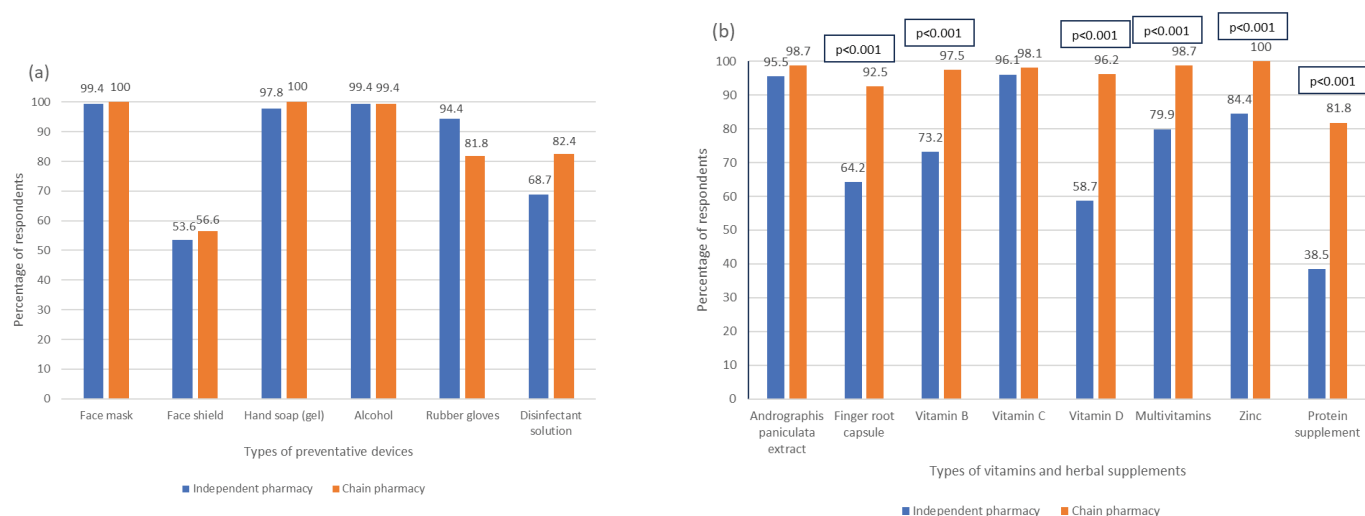 (a)
Percentage of respondents
100
90
80
70
60
50
40
30
20
10
0
99.4 100
53.6 56.6
97.8 100
99.4 99.4
94.4 81.8
68.7 82.4
Face mask Face shield Hand soap (gel) Alcohol Rubber gloves Disinfectant
solution
Types of preventative devices
Independent pharmacy Chain pharmacy
(b)
Percentage of respondents
100
90
80
70
60
50
40
30
20
10
0
95.5 98.7
p<0.001
64.2 92.5
p<0.001
73.2 97.5
96.1 98.1
p<0.001
58.7 96.2
p<0.001
79.9 98.7
p<0.001
84.4 100
p<0.001
38.5 81.8
Andrographis Finger root Vitamin B Vitamin C Vitamin D Multivitamins Zinc Protein
paniculata capsule supplement
extract
Types of vitamins and herbal supplements
Independent pharmacy Chain pharmacy